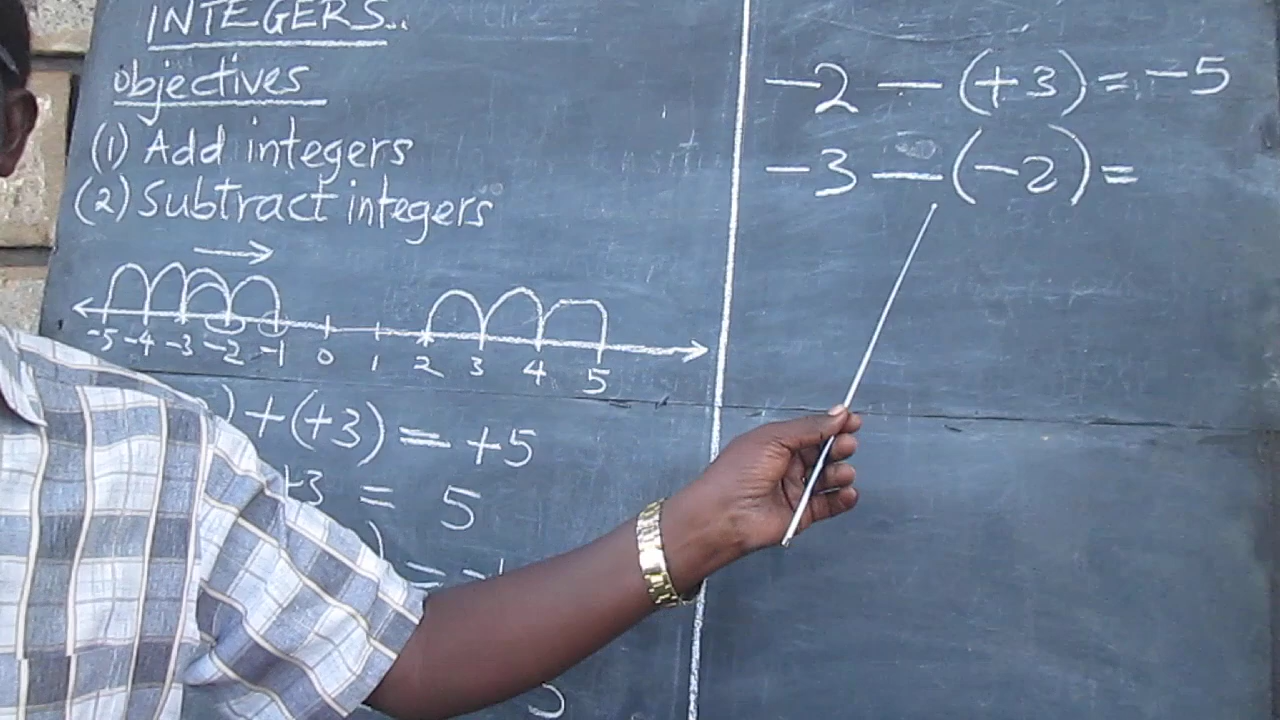 INTEGERS..
objectives
(1) Add integers
(2) Subtract integers
-5 -4 -3 -2 -1 0 1 2 3 4 5
) + (+3) = +5
+3 = 5
) = -1
-2 - (+3) = -5
-3 - (-2) =